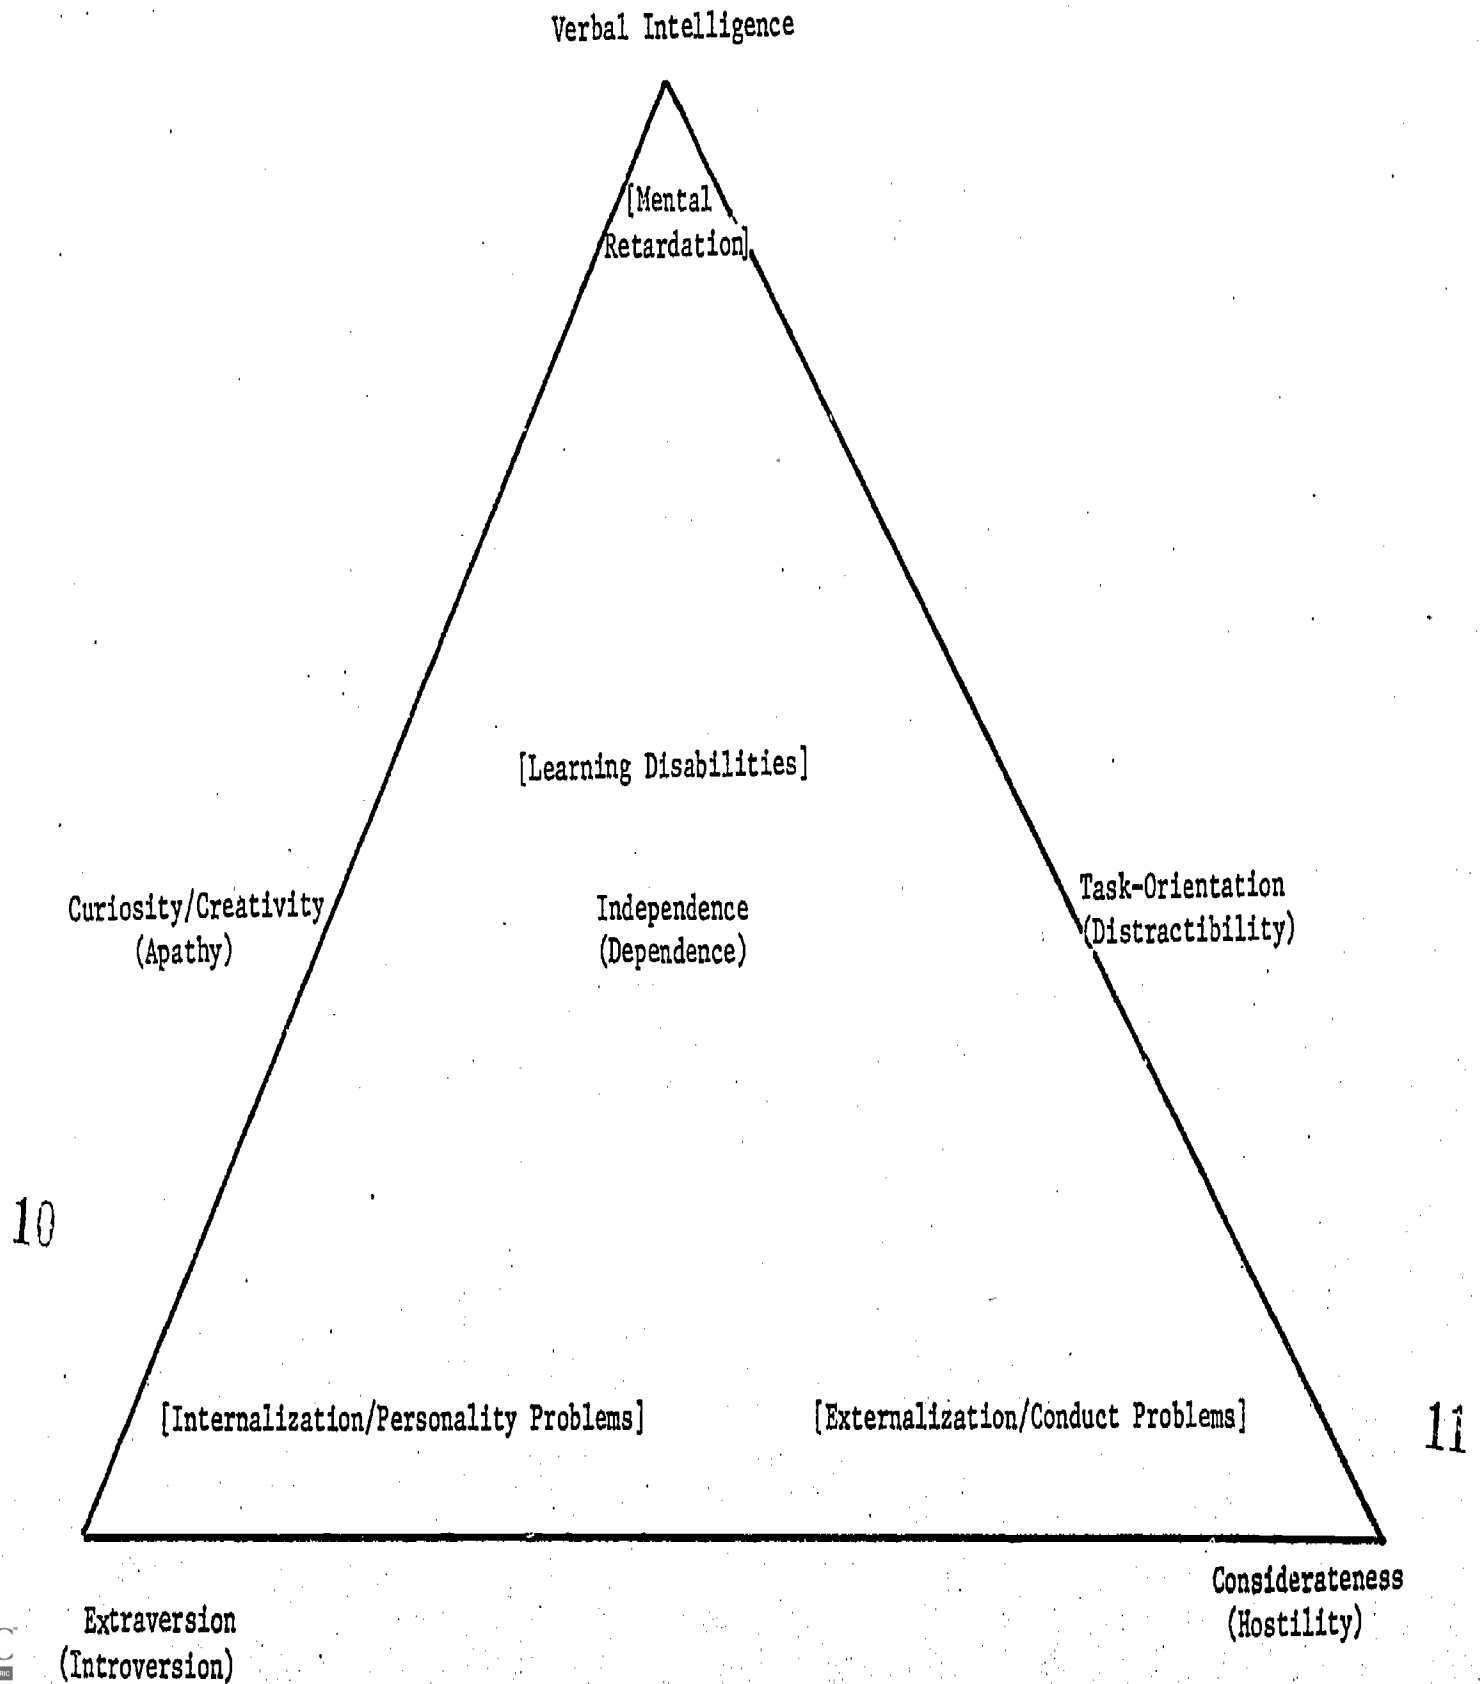 Verbal Intelligence
[Mental
Retardation]
[Learning Disabilities]
Curiosity/Creativity
(Apathy)
Independence
(Dependence)
Task-Orientation
(Distractibility)
10
[Internalization/Personality Problems]
[Externalization/Conduct Problems]
11
Considerateness
(Hostility)
Extraversion
(Introversion)